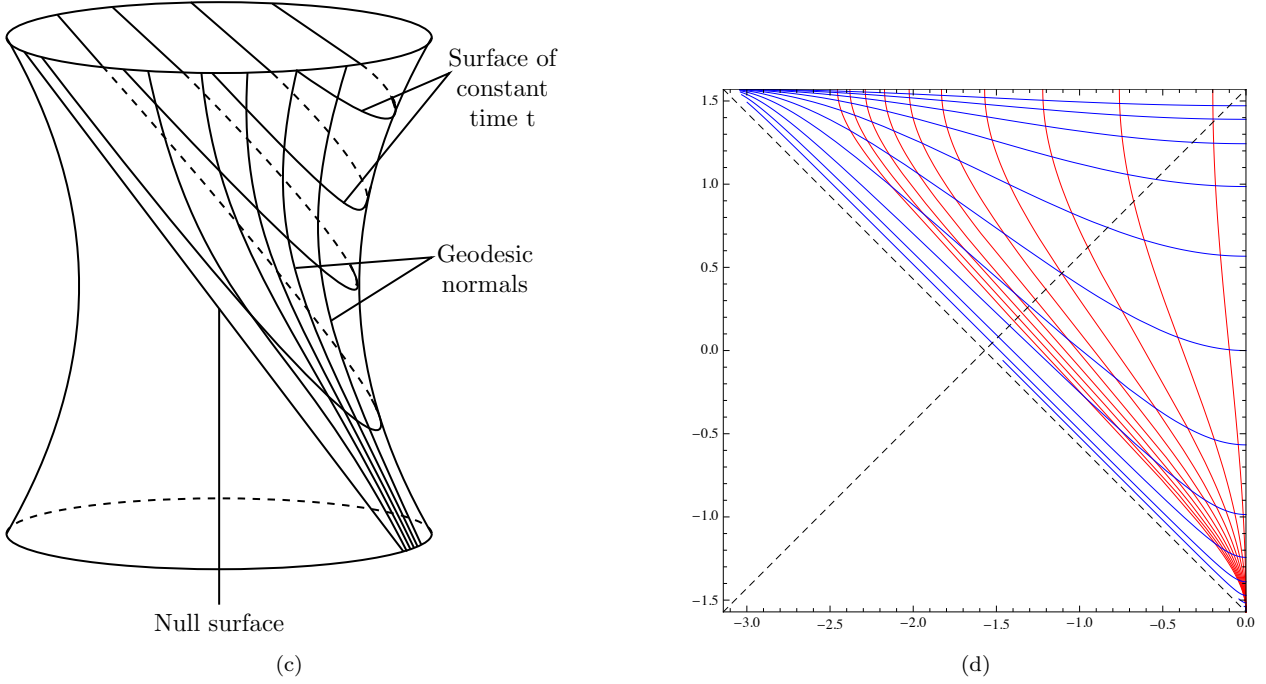 Surface of
constant
time t
Geodesic
normals
Null surface
(c)
1.5
1.0
0.5
0.0
−0.5
−1.0
−1.5
−3.0 −2.5 −2.0 −1.5 −1.0 −0.5 0.0
(d)